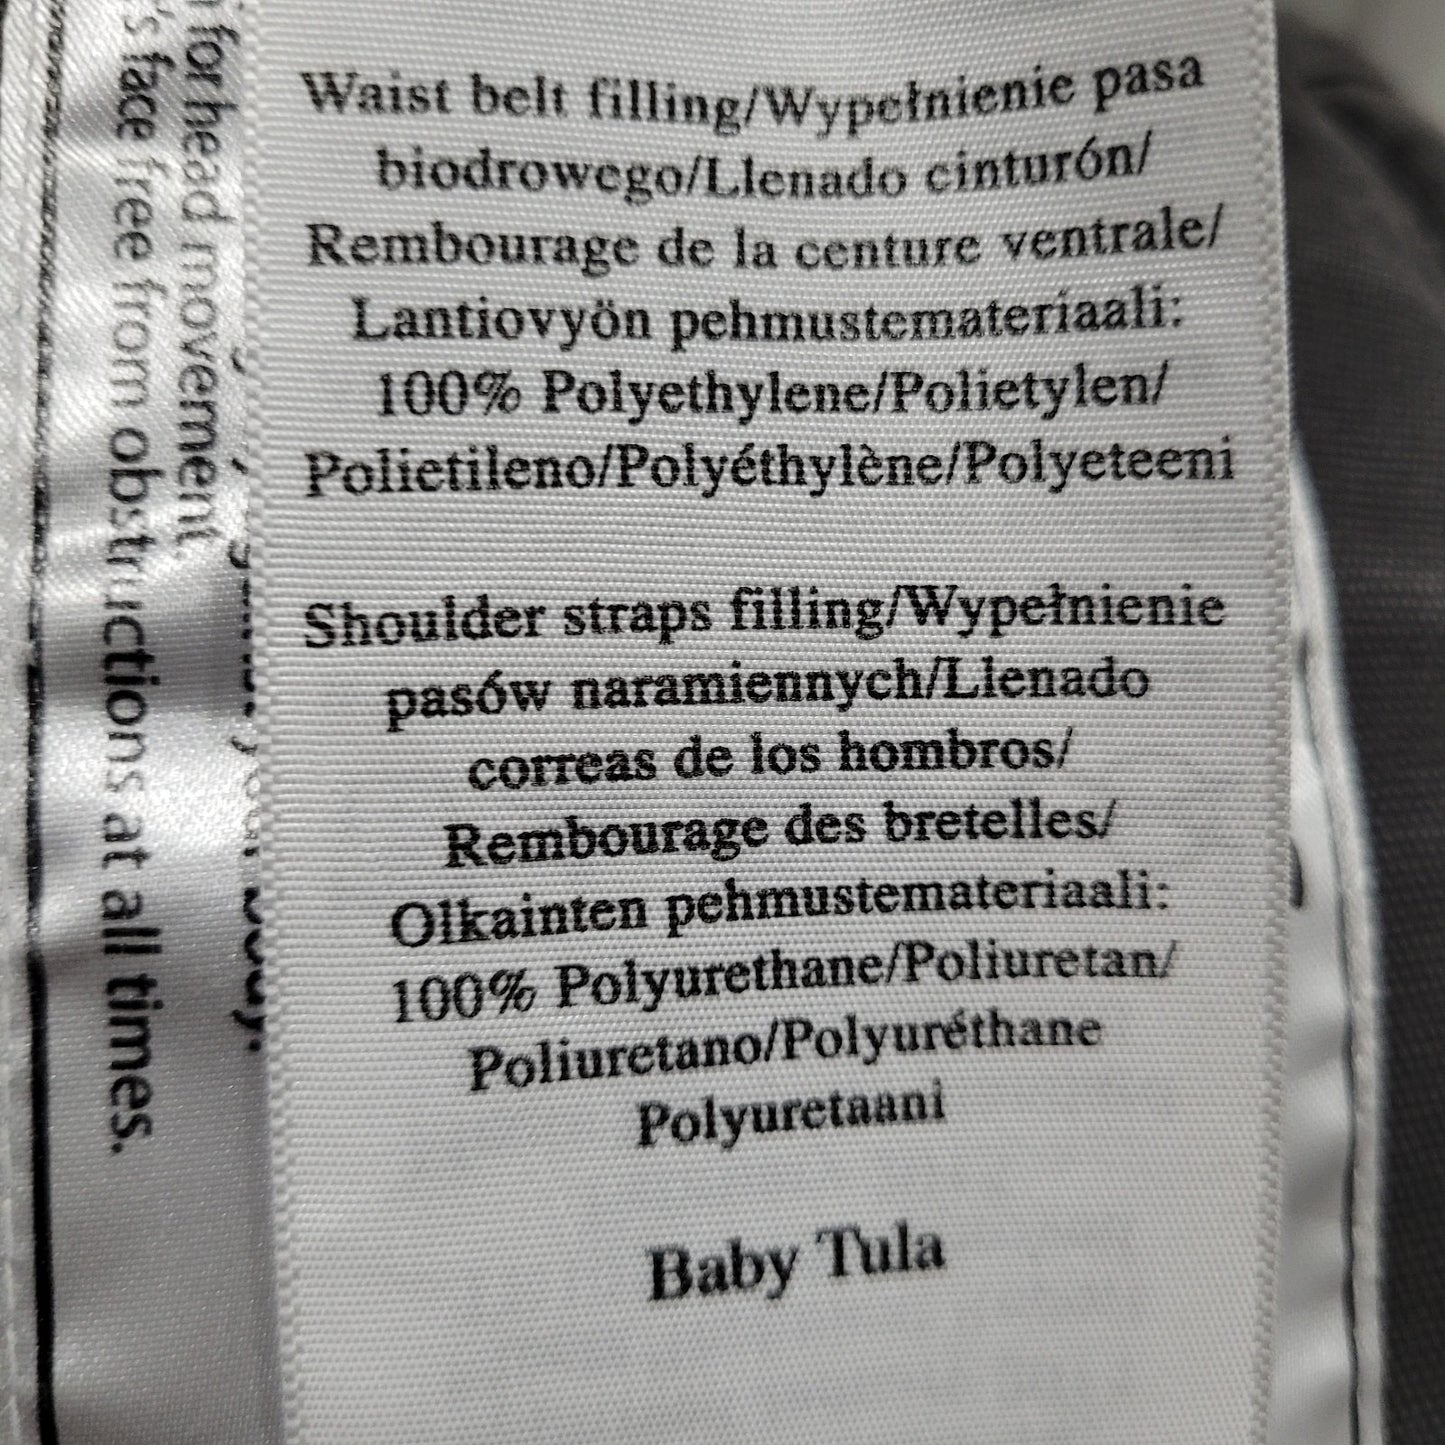 Waist belt filling/Wypełnienie pasa
biodrowego/Llenado cinturón/
Rembourage de la centure ventrale/
Lantiovyön pehmustemateriaali:
100% Polyethylene/Polietylen/
Polietileno/Polyéthylène/Polyeteeni
Shoulder straps filling/Wypełnienie
pasów naramiennych/Llenado
correas de los hombros/
Rembourage des bretelles/
Olkainten pehmustemateriaali:
100% Polyurethane/Poliuretan/
Poliuretano/Polyuréthane
Polyuretaani
Baby Tula
for head movement
face free from obstructions at all times.